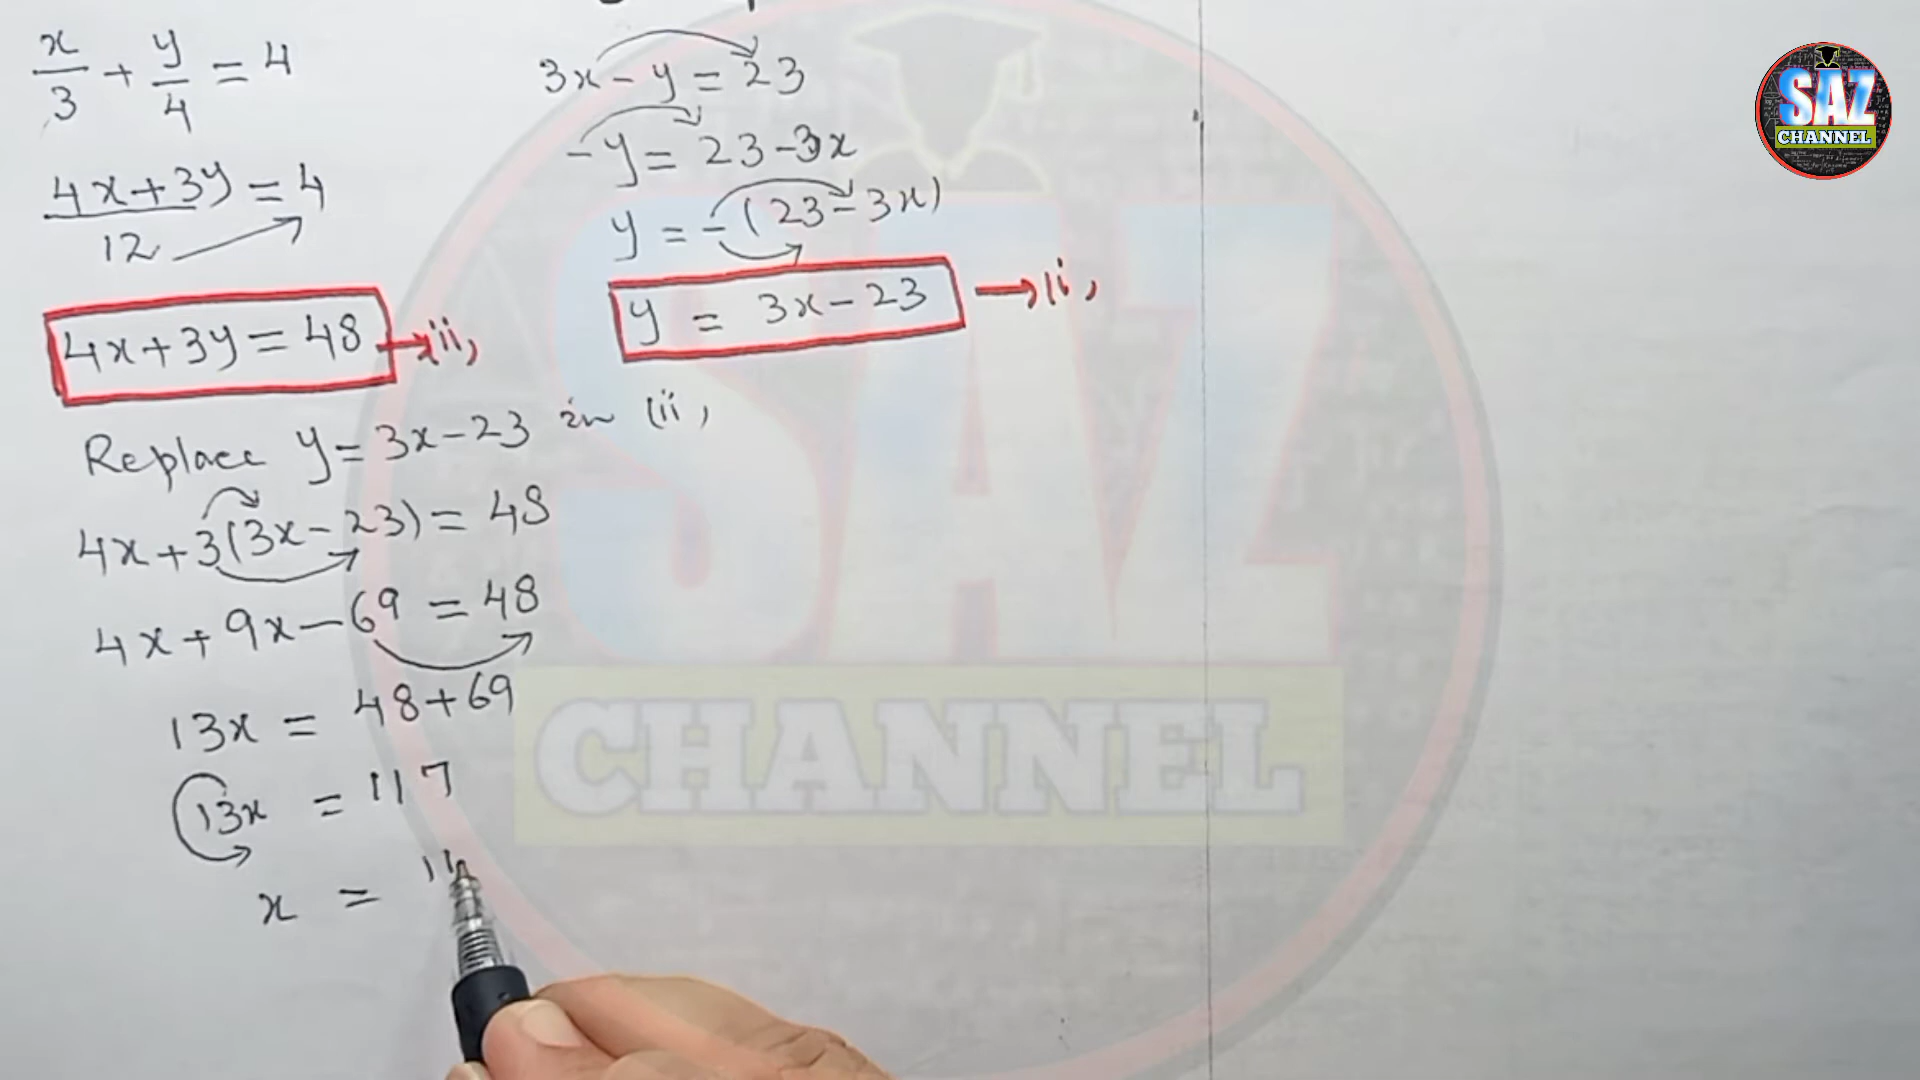 x/3 + y/4 = 4
4x+3y/12 = 4
4x+3y = 48 → ii,
3x - y = 23
-y = 23-3x
y = -(23-3x)
y = 3x-23 → (i,
Replace y=3x-23 in (ii,
4x+3(3x-23) = 48
4x+9x-69 = 48
13x = 48+69
13x = 117
x = 11
SAZ
CHANNEL
SAZ
CHANNEL